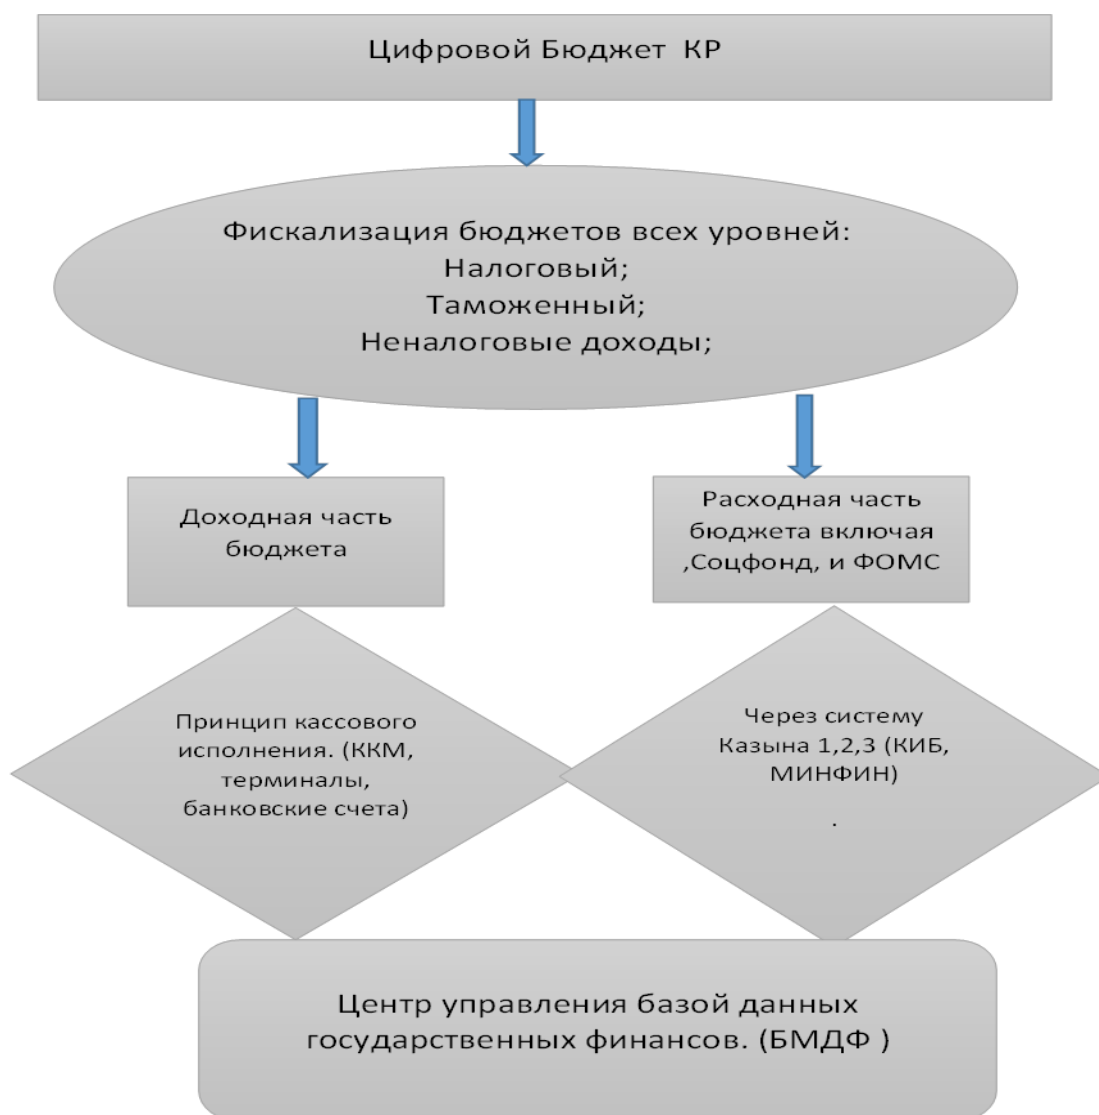 Цифровой Бюджет КР
Фискализация бюджетов всех уровней:
Налоговый;
Таможенный;
Неналоговые доходы;
Доходная часть
бюджета
Расходная часть
бюджета включая
,Соцфонд, и ФОМС
Принцип кассового
исполнения. (ККМ,
терминалы,
банковские счета)
Через систему
Казына 1,2,3 (КИБ,
МИНФИН)
.
Центр управления базой данных
государственных финансов. (БМДФ )